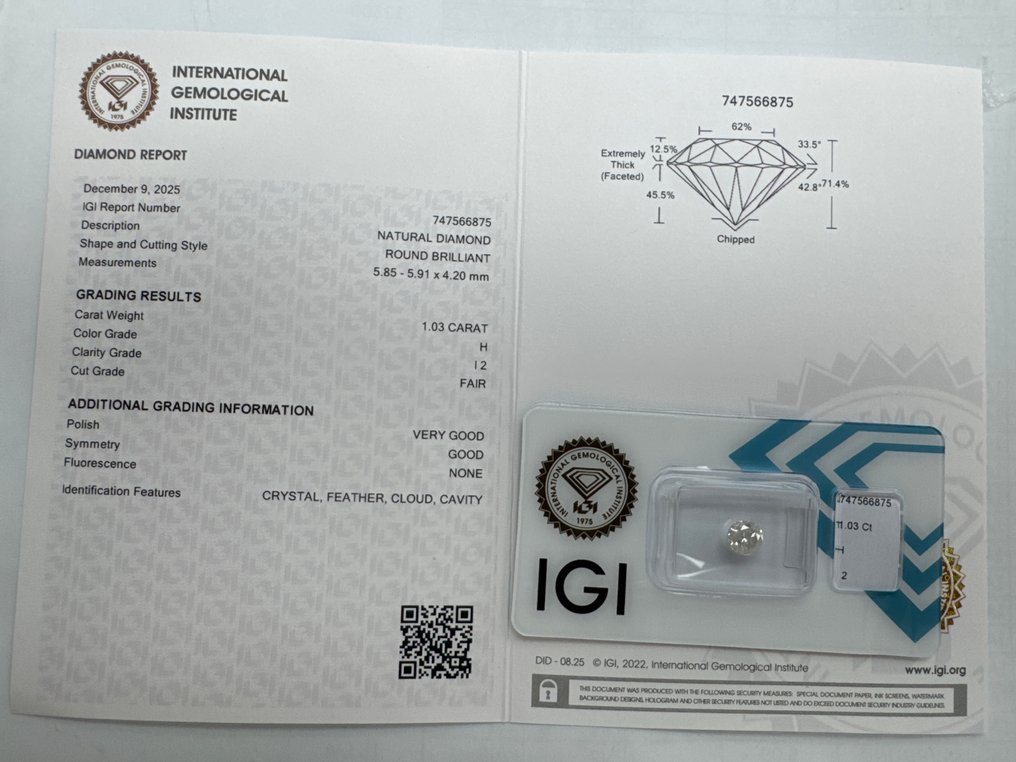 INTERNATIONAL
GEMOLOGICAL
INSTITUTE
INTERNATIONAL GEMOLOGICAL INSTITUTE
IGI
1975
DIAMOND REPORT
December 9, 2025
IGI Report Number 747566875
Description NATURAL DIAMOND
Shape and Cutting Style ROUND BRILLIANT
Measurements 5.85 - 5.91 x 4.20 mm
GRADING RESULTS
Carat Weight 1.03 CARAT
Color Grade H
Clarity Grade I 2
Cut Grade FAIR
ADDITIONAL GRADING INFORMATION
Polish VERY GOOD
Symmetry GOOD
Fluorescence NONE
Identification Features CRYSTAL, FEATHER, CLOUD, CAVITY
747566875
62%
Extremely
Thick
(Faceted)
12.5%
33.5°
45.5%
42.8°
71.4%
Chipped
INTERNATIONAL GEMOLOGICAL INSTITUTE
IGI
1975
IGI
747566875
1.03 Ct
2
DID - 08.25 © IGI, 2022, International Gemological Institute
www.igi.org
THIS DOCUMENT WAS PRODUCED WITH THE FOLLOWING SECURITY MEASURES: SPECIAL DOCUMENT PAPER, INK SCREENS, WATERMARK
BACKGROUND DESIGNS, HOLOGRAM AND OTHER SECURITY FEATURES NOT LISTED AND DO EXCEED DOCUMENT SECURITY INDUSTRY GUIDELINES.